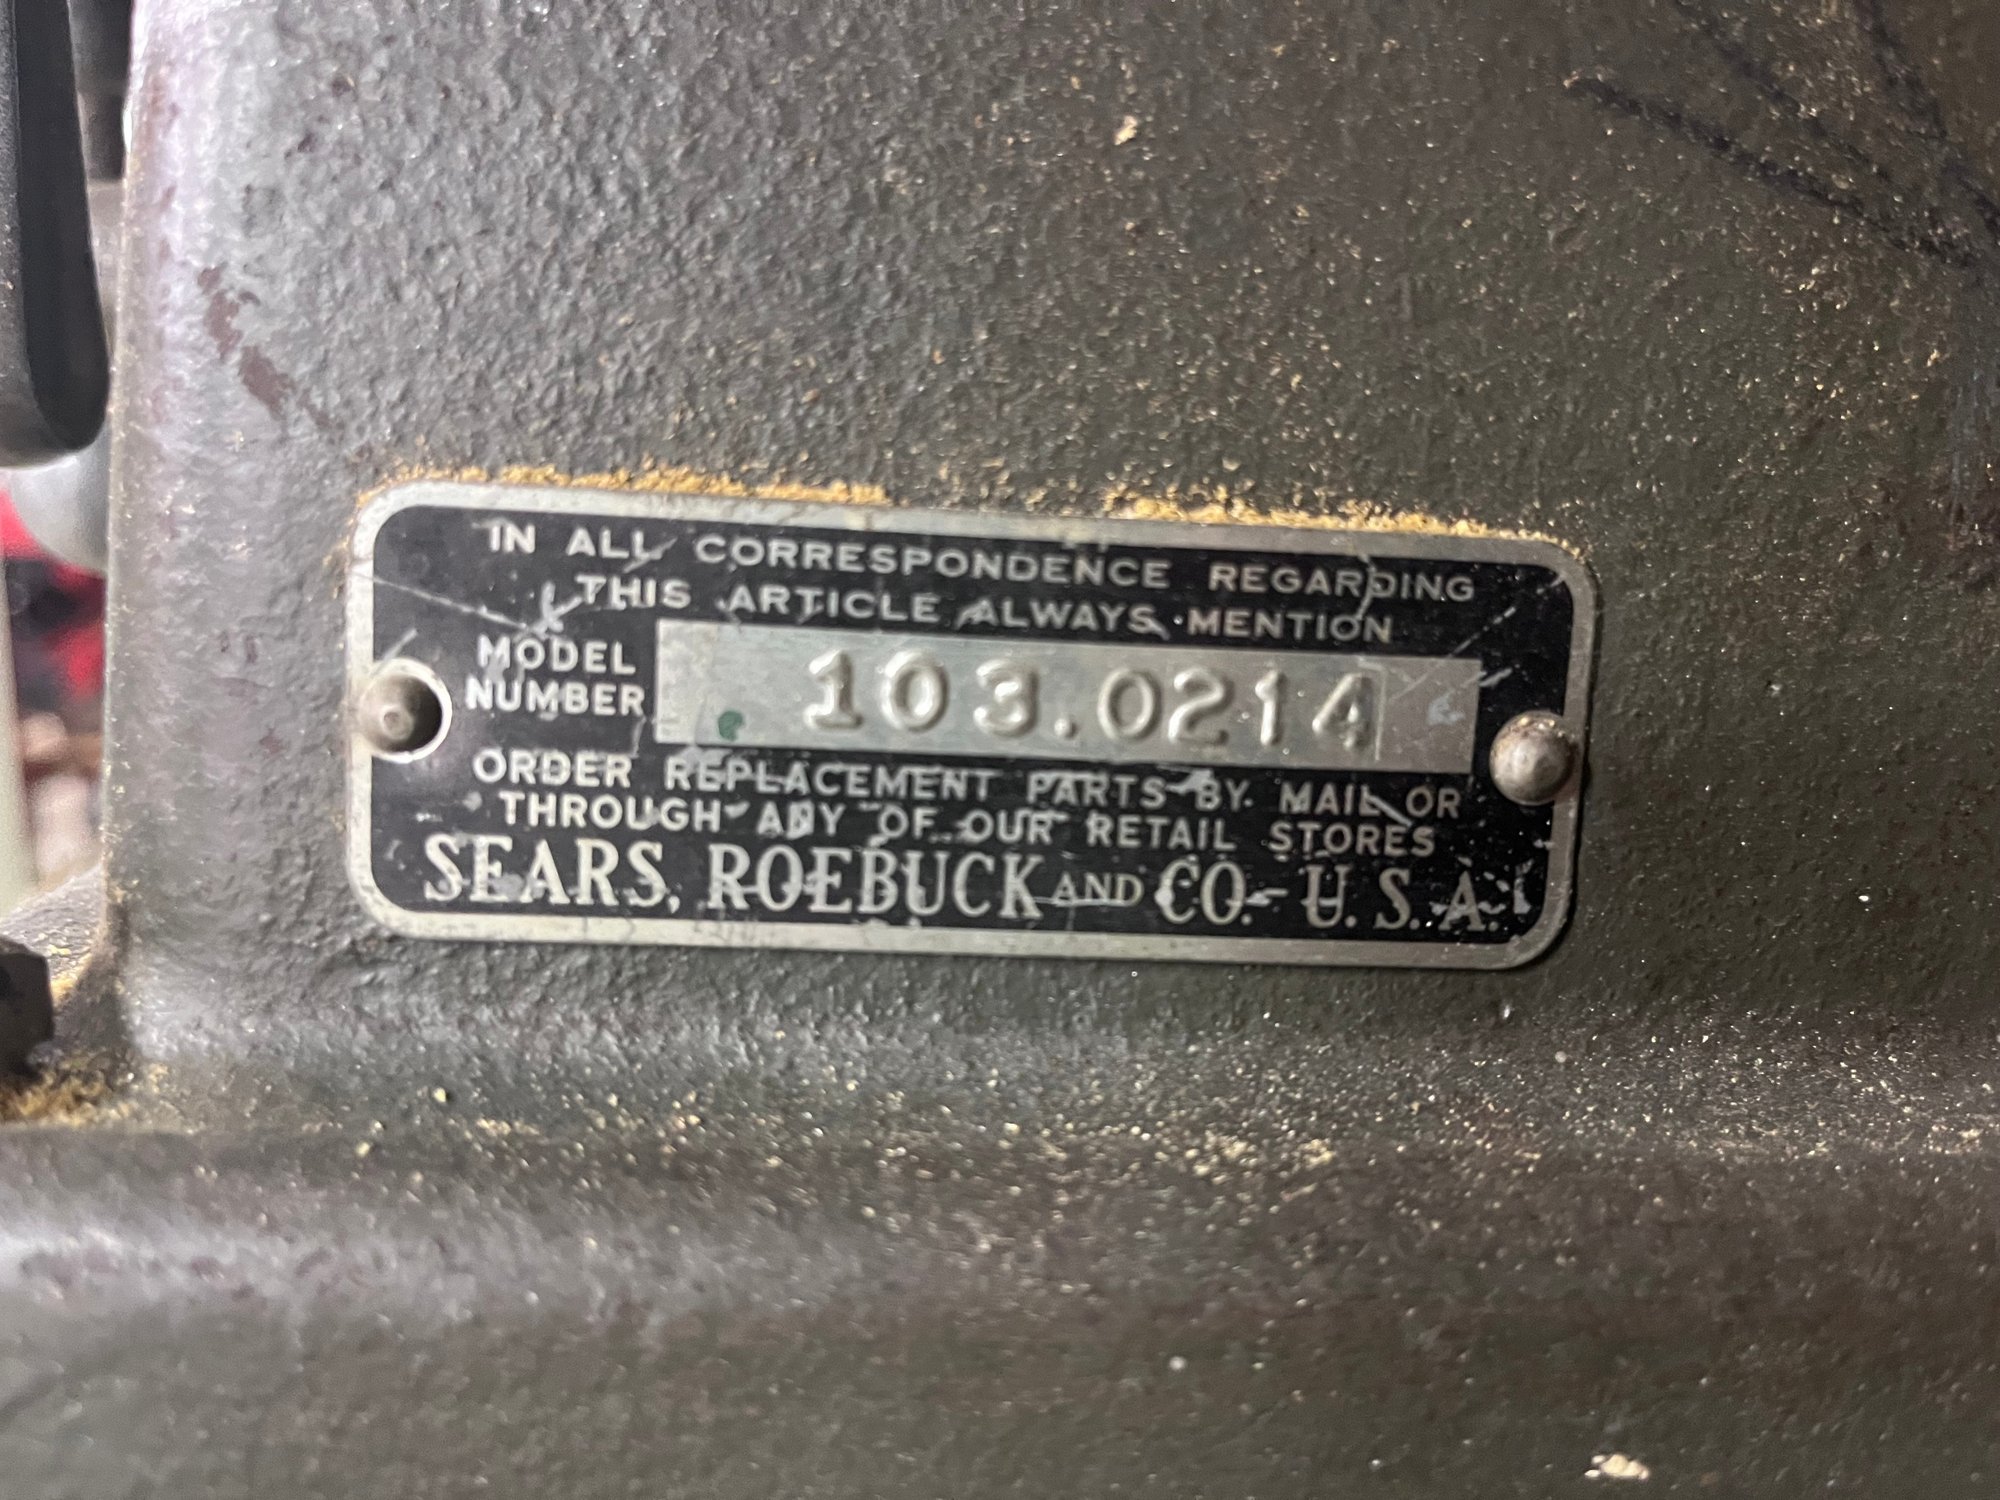 IN ALL CORRESPONDENCE REGARDING
THIS ARTICLE ALWAYS MENTION
MODEL
NUMBER
103.0214
ORDER REPLACEMENT PARTS BY MAIL OR
THROUGH ANY OF OUR RETAIL STORES
SEARS, ROEBUCK AND CO. - U. S. A.